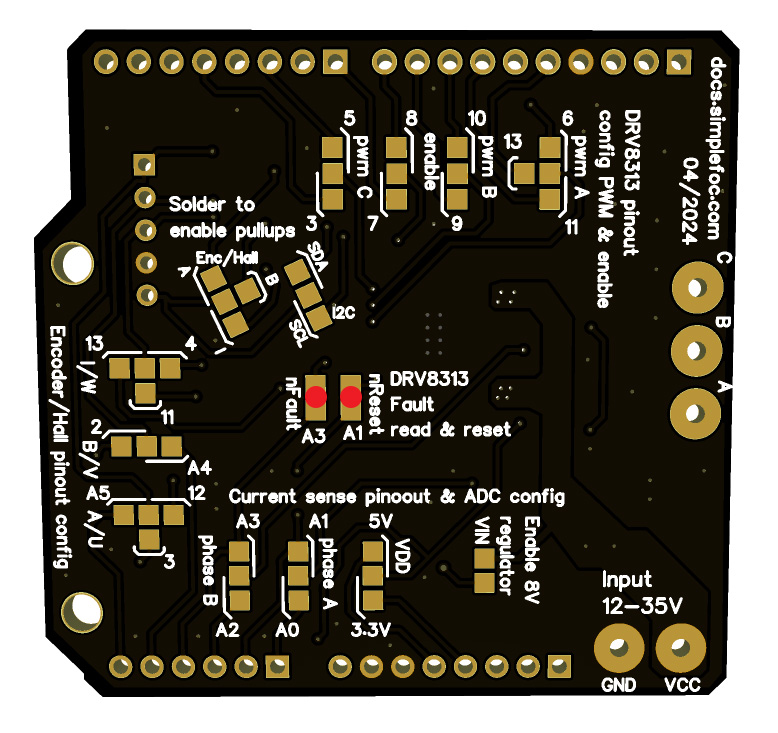 docs.simplefoc.com
04/2024
DRV8313 pinout
config PWM & enable
5
pwm C
3
8
enable
7
10
pwm B
9
6
13
pwm A
11
Solder to
enable pullups
Enc/Hall
A
B
I
SDA
SCL
i2C
C
B
A
Encoder/Hall pinout config
13
4
I/W
11
2
B/V
A4
A5
12
A/U
3
nFault
A3
nReset
A1
DRV8313
Fault
read & reset
Current sense pinoout & ADC config
A3
phase B
A2
A1
phase A
A0
5V
VDD
3.3V
VIN
Enable 8V
regulator
Input
12-35V
GND
VCC